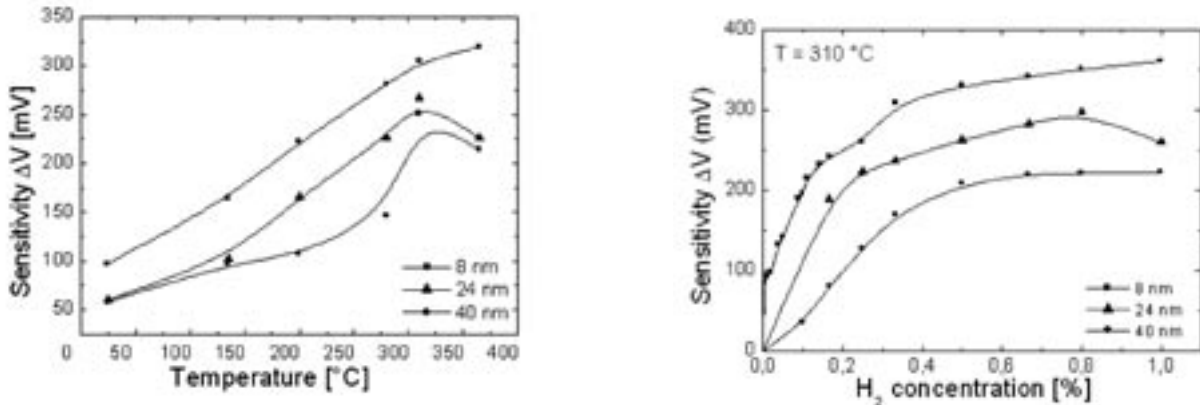 350
300
250
200
150
100
50
Sensitivity ΔV [mV]
8 nm
24 nm
40 nm
0 50 100 150 200 250 300 350 400
Temperature [°C]
400
300
200
100
0
Sensitivity ΔV (mV)
T = 310 °C
8 nm
24 nm
40 nm
0,0 0,2 0,4 0,6 0,8 1,0
H₂ concentration [%]